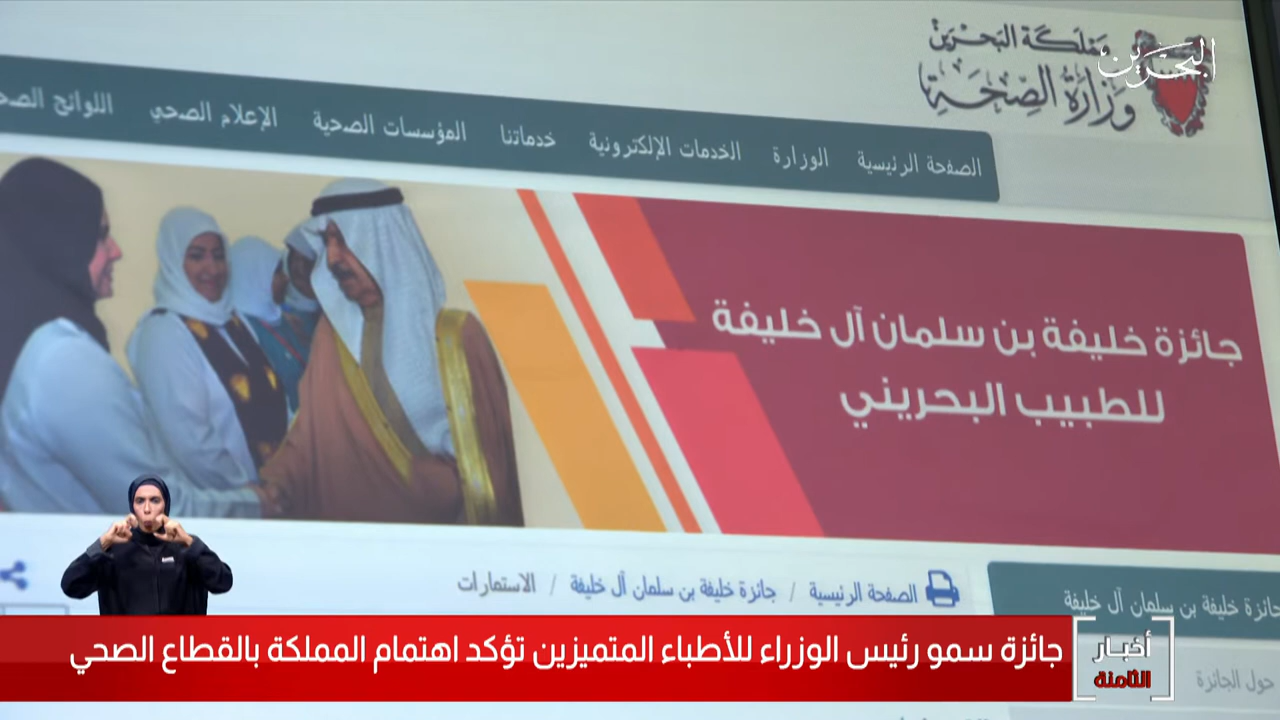 مملكة البحرين
وزارة الصحة
البحرين
الصفحة الرئيسية الوزارة الخدمات الإلكترونية خدماتنا المؤسسات الصحية الإعلام الصحي اللوائح
جائزة خليفة بن سلمان آل خليفة
للطبيب البحريني
الصفحة الرئيسية / جائزة خليفة بن سلمان آل خليفة / الاستمارات
جائزة خليفة بن سلمان آل خليفة
حول الجائزة
أخبار
الثامنة
جائزة سمو رئيس الوزراء للأطباء المتميزين تؤكد اهتمام المملكة بالقطاع الصحي